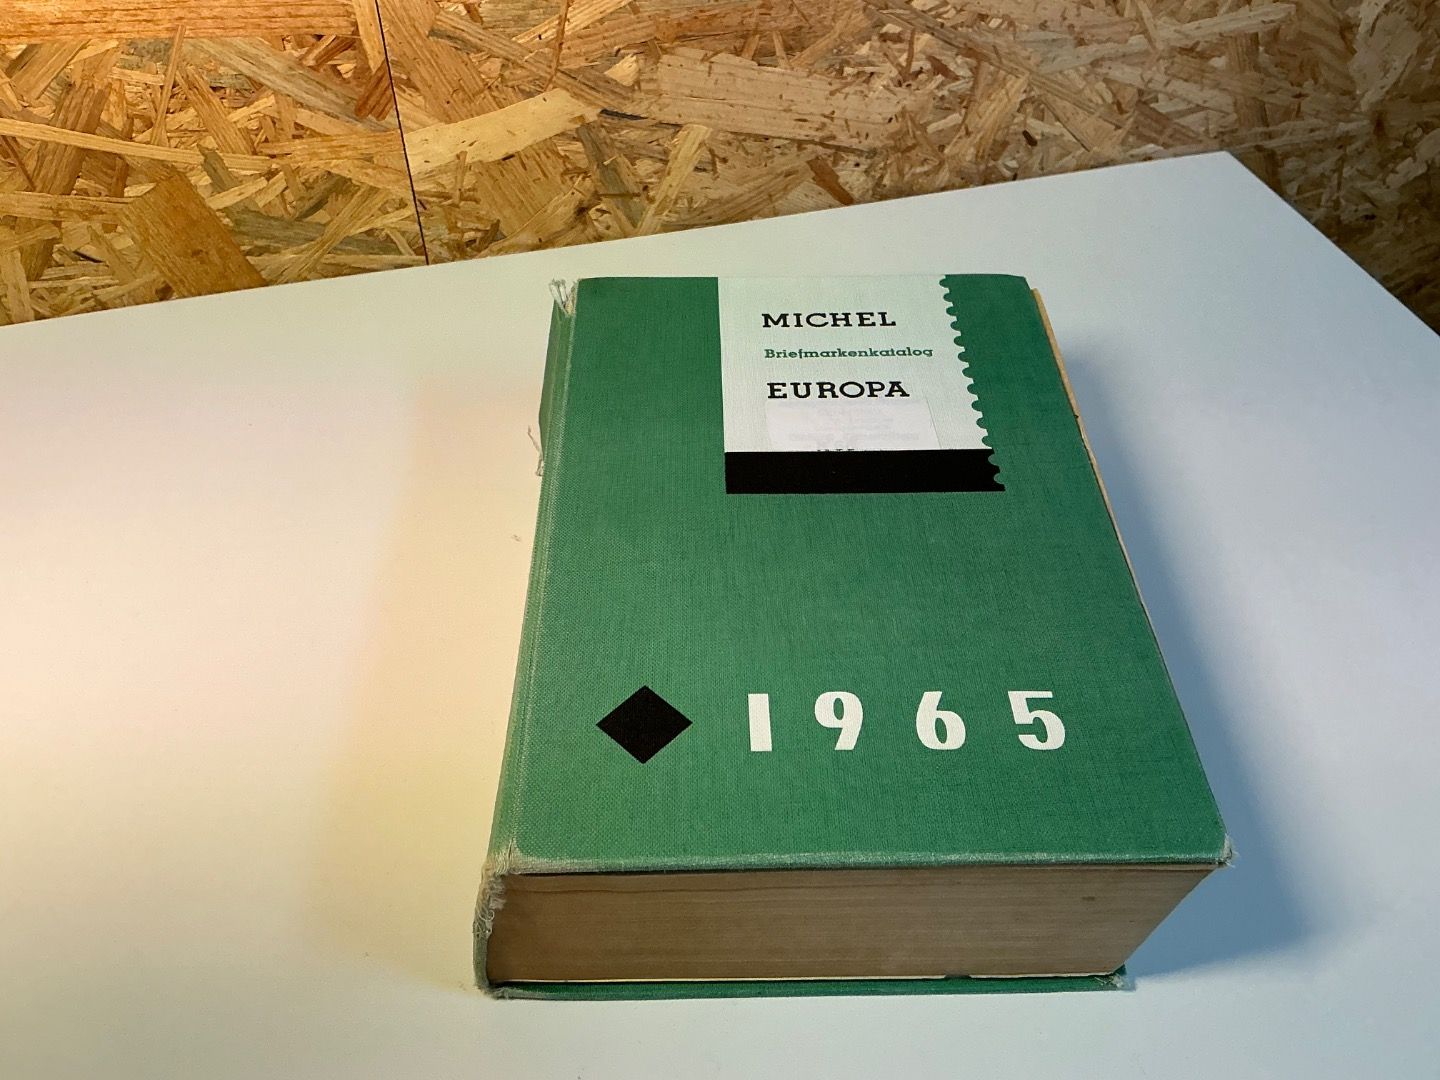 MICHEL
Briefmarkenkatalog
EUROPA
1965